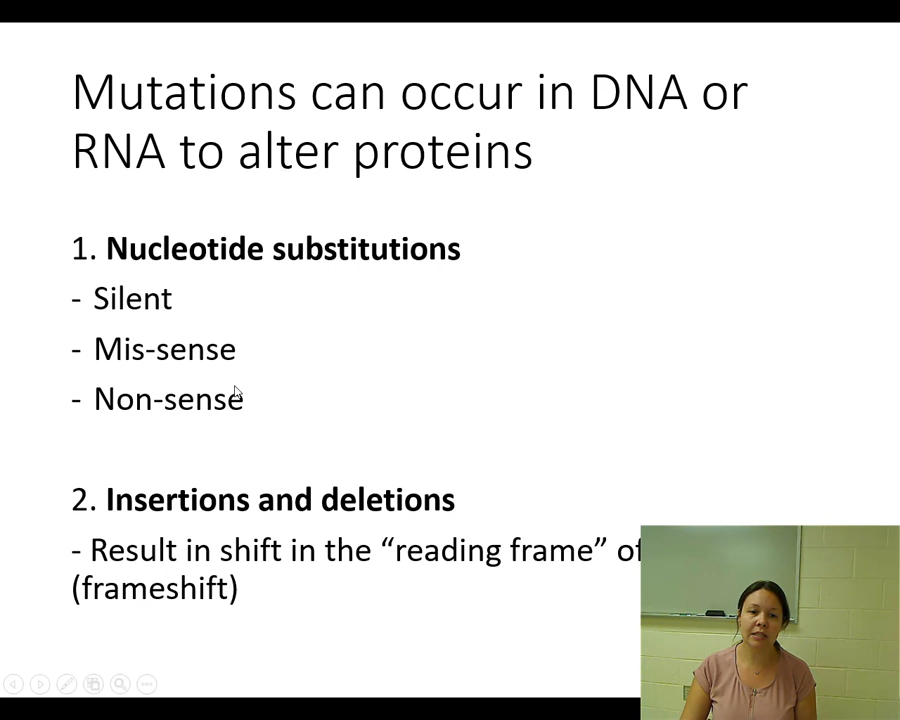 Mutations can occur in DNA or
RNA to alter proteins
1. Nucleotide substitutions
- Silent
- Mis-sense
- Non-sense
2. Insertions and deletions
- Result in shift in the “reading frame” of
(frameshift)